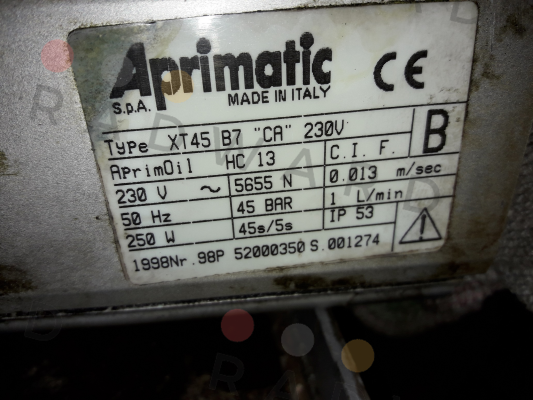 Aprimatic
S.p.A. MADE IN ITALY CE
Type XT45 B7 "CA" 230V B
AprimOil HC 13 C.I.F.
230 V ~ 5655 N 0.013 m/sec
50 Hz 45 BAR 1 L/min
250 W 45s/5s IP 53
1998Nr.98P 52000350 S.001274
RADWARD